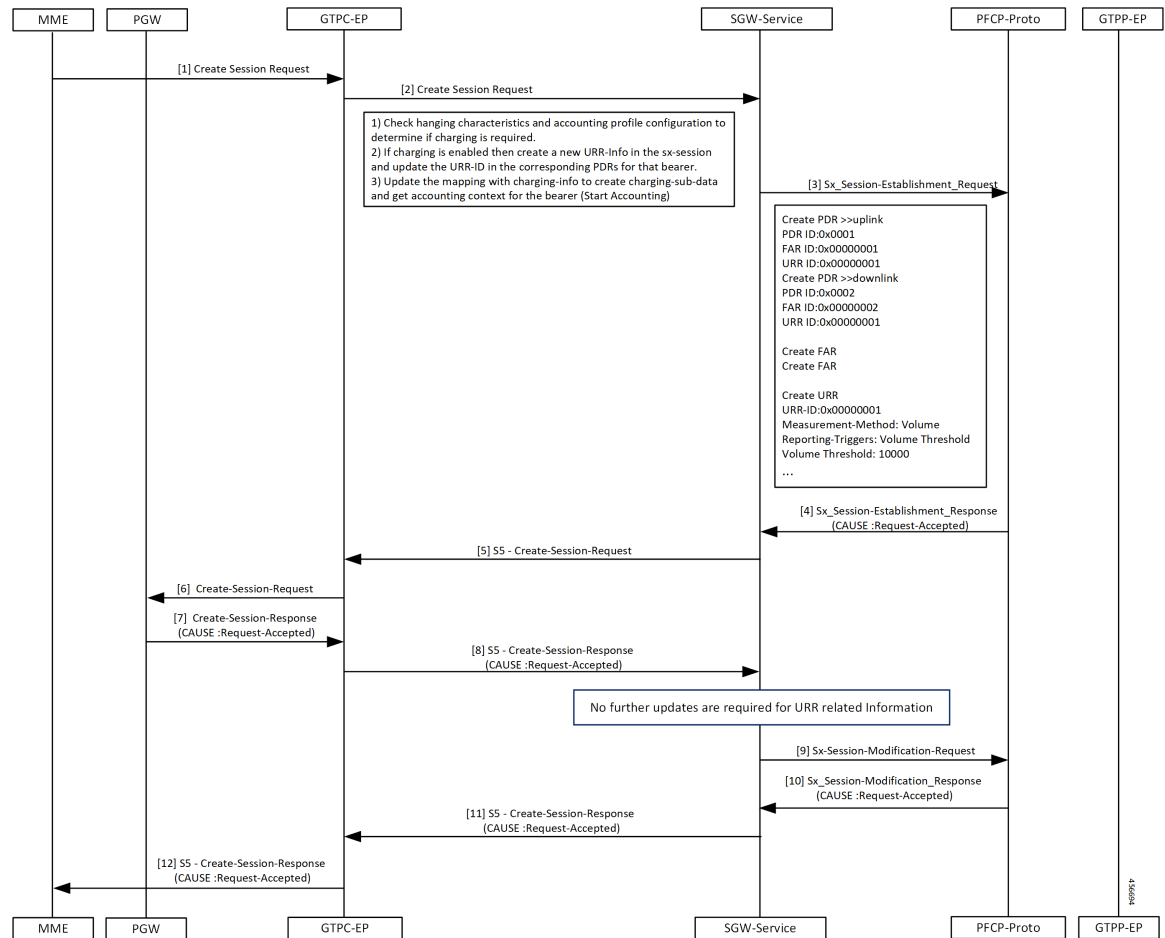 MME
PGW
GTPC-EP
SGW-Service
PFCP-Proto
GTPP-EP
[1] Create Session Request
[2] Create Session Request
1) Check hanging characteristics and accounting profile configuration to
determine if charging is required.
2) If charging is enabled then create a new URR-Info in the sx-session
and update the URR-ID in the corresponding PDRs for that bearer.
3) Update the mapping with charging-info to create charging-sub-data
and get accounting context for the bearer (Start Accounting)
[3] Sx_Session-Establishment_Request
Create PDR >>uplink
PDR ID:0x0001
FAR ID:0x00000001
URR ID:0x00000001
Create PDR >>downlink
PDR ID:0x0002
FAR ID:0x00000002
URR ID:0x00000001
Create FAR
Create FAR
Create URR
URR-ID:0x00000001
Measurement-Method: Volume
Reporting-Triggers: Volume Threshold
Volume Threshold: 10000
...
[4] Sx_Session-Establishment_Response
(CAUSE :Request-Accepted)
[5] S5 - Create-Session-Request
[6] Create-Session-Request
[7] Create-Session-Response
(CAUSE :Request-Accepted)
[8] S5 - Create-Session-Response
(CAUSE :Request-Accepted)
No further updates are required for URR related Information
[9] Sx-Session-Modification-Request
[10] Sx_Session-Modification_Response
(CAUSE :Request-Accepted)
[11] S5 - Create-Session-Response
(CAUSE :Request-Accepted)
[12] S5 - Create-Session-Response
(CAUSE :Request-Accepted)
456694
MME
PGW
GTPC-EP
SGW-Service
PFCP-Proto
GTPP-EP